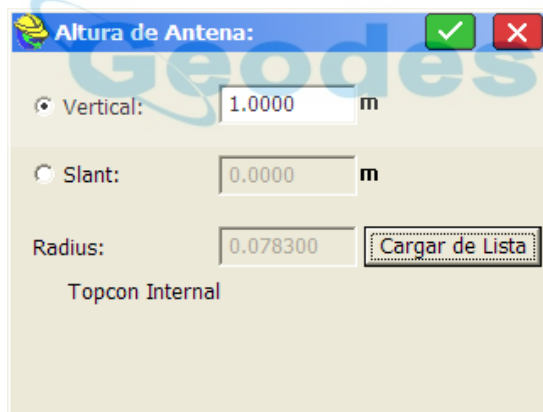 Altura de Antena:
Geodes
Vertical: 1.0000 m
Slant: 0.0000 m
Radius: 0.078300 Cargar de Lista
Topcon Internal